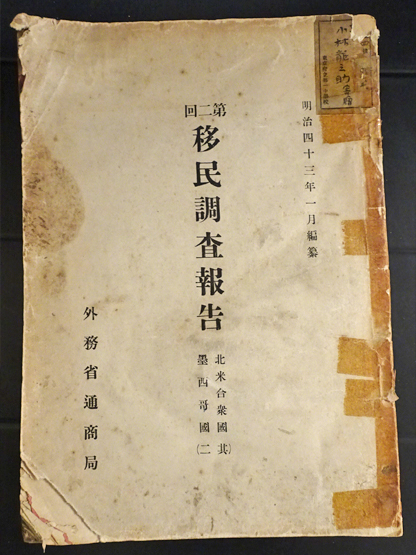 明治四十三年一月編纂
第二回
移民調査報告
北米合衆國
墨西哥國
(其二)
外務省通商局